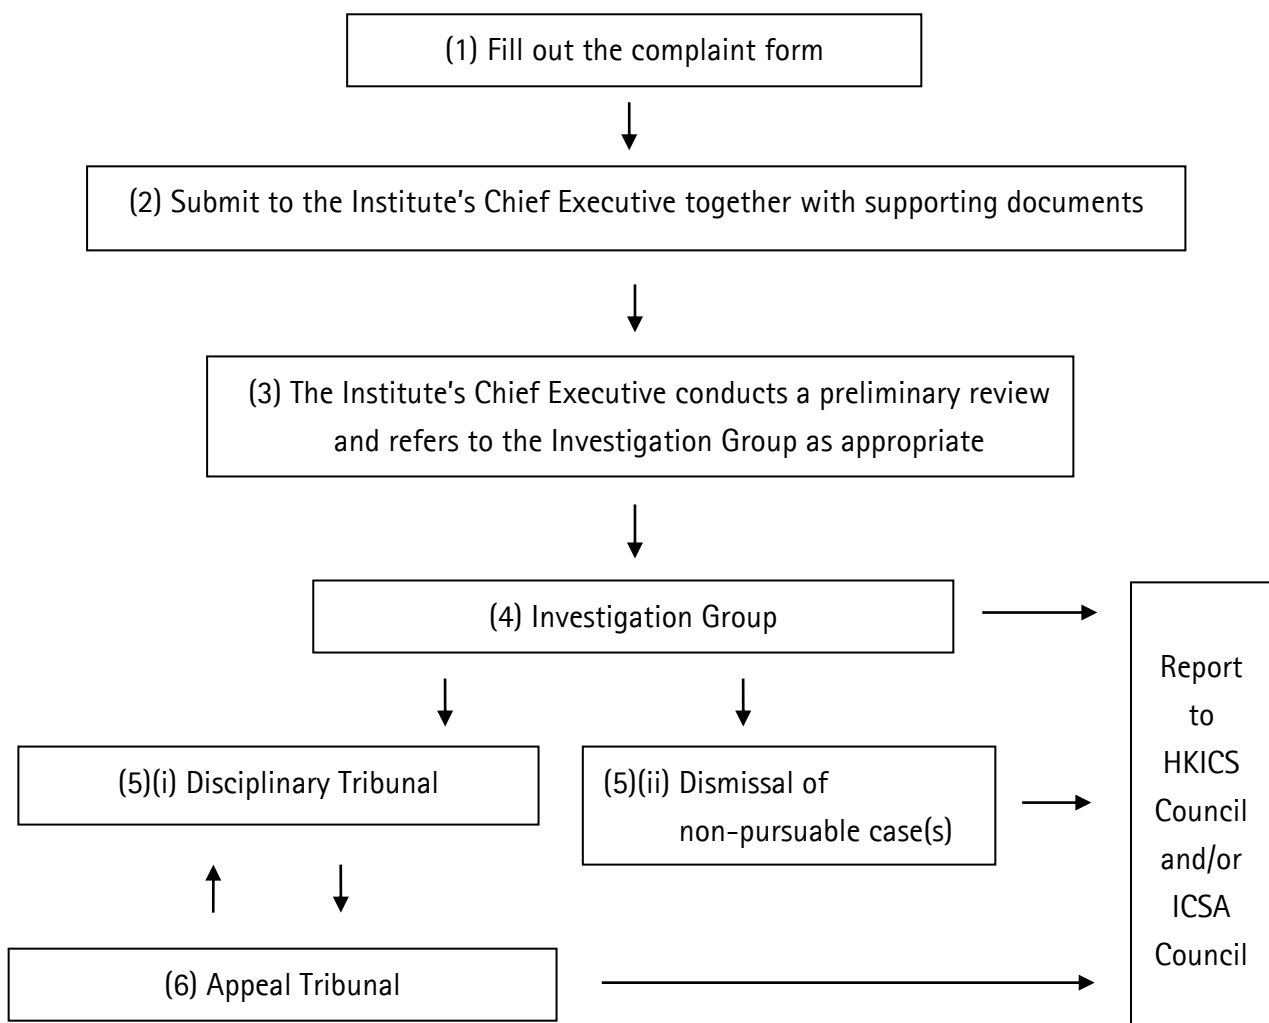 (1) Fill out the complaint form
(2) Submit to the Institute's Chief Executive together with supporting documents
(3) The Institute's Chief Executive conducts a preliminary review
and refers to the Investigation Group as appropriate
(4) Investigation Group
(5)(i) Disciplinary Tribunal
(5)(ii) Dismissal of
non-pursuable case(s)
(6) Appeal Tribunal
Report
to
HKICS
Council
and/or
ICSA
Council